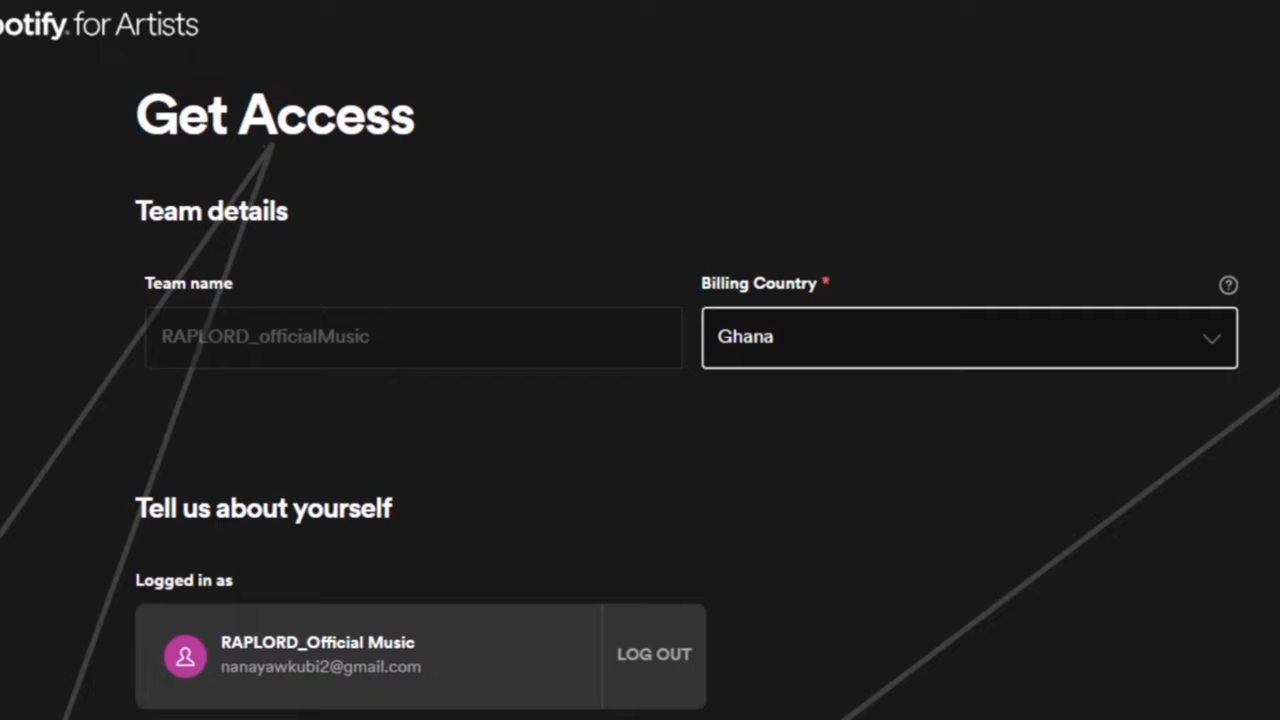 potify for Artists
Get Access
Team details
Team name
Billing Country *
RAPLORD_officialMusic
Ghana
Tell us about yourself
Logged in as
RAPLORD_Official Music
nanayawkubi2@gmail.com
LOG OUT